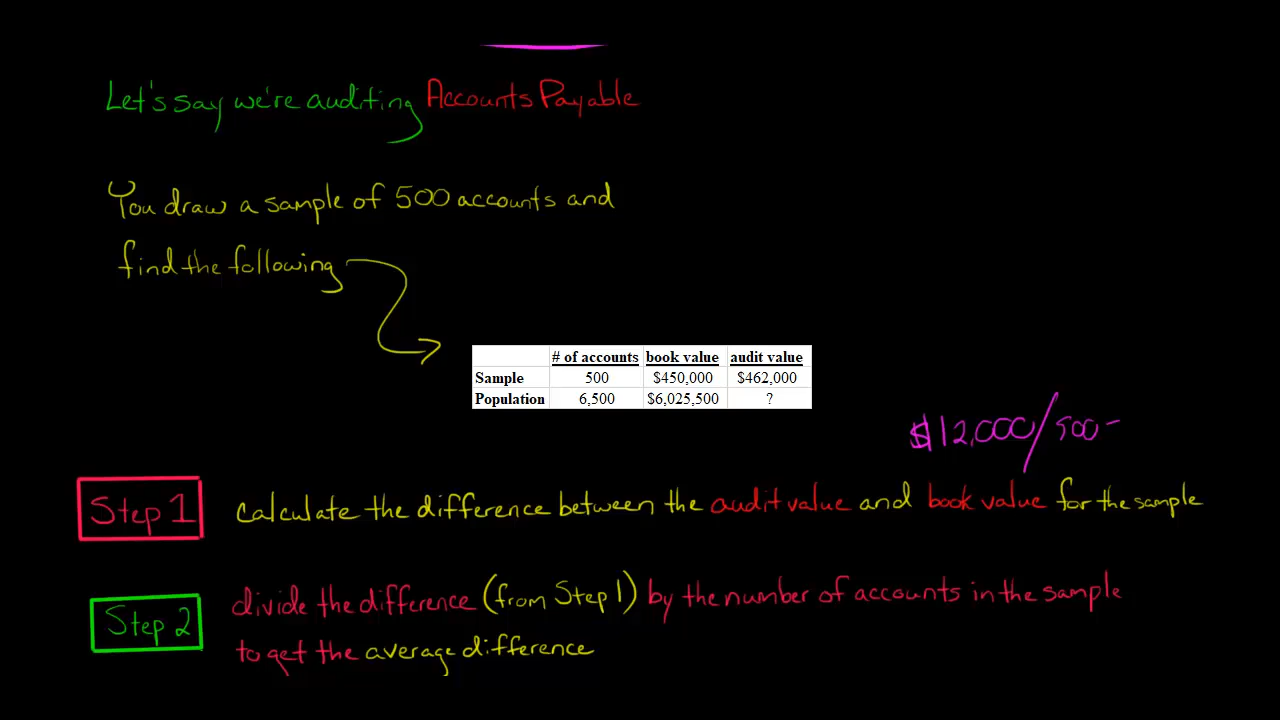 Let's say we're auditing Accounts Payable
You draw a sample of 500 accounts and
find the following
# of accounts book value audit value
Sample 500 $450,000 $462,000
Population 6,500 $6,025,500 ?
$12,000/500
Step 1 calculate the difference between the audit value and book value for the sample
Step 2 divide the difference (from Step 1) by the number of accounts in the sample
to get the average difference